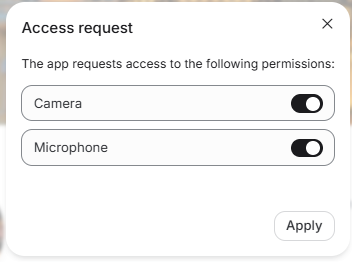 Access request
The app requests access to the following permissions:
Camera
Microphone
Apply